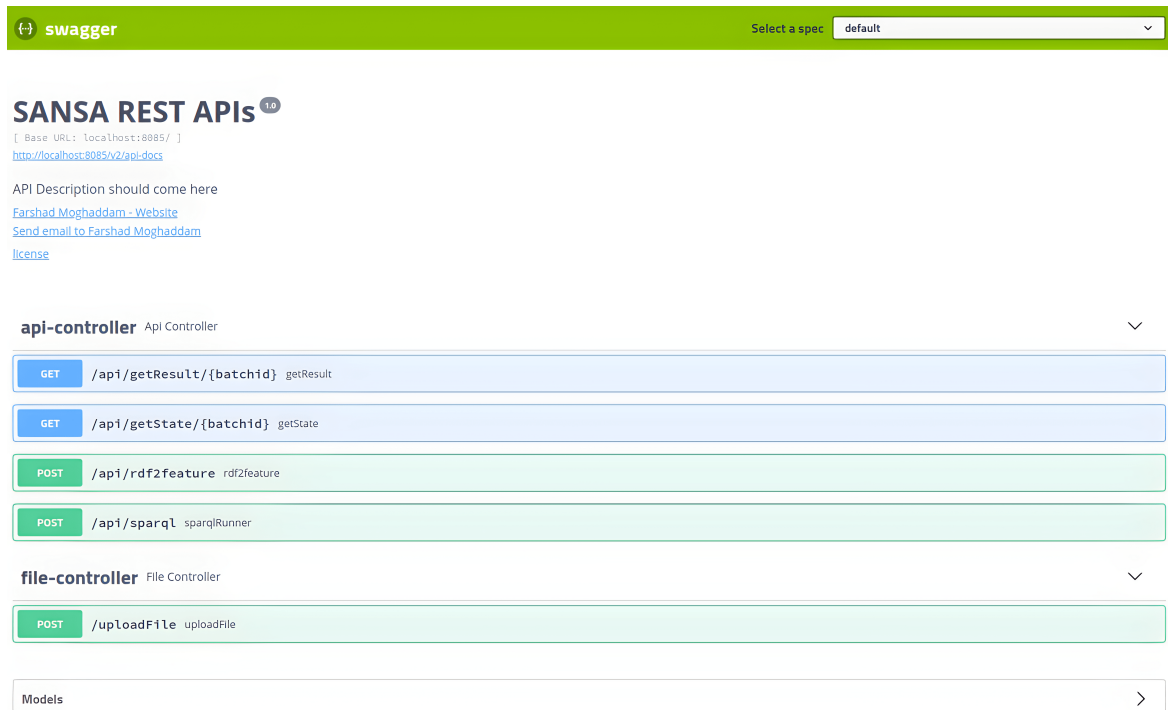 {··} swagger Select a spec default
SANSA REST APIs 1.0
[ Base URL: localhost:8085/ ]
http://localhost:8085/v2/api-docs
API Description should come here
Farshad Moghaddam - Website
Send email to Farshad Moghaddam
license
api-controller Api Controller
GET /api/getResult/{batchid} getResult
GET /api/getState/{batchid} getState
POST /api/rdf2feature rdf2feature
POST /api/sparql sparqlRunner
file-controller File Controller
POST /uploadFile uploadFile
Models